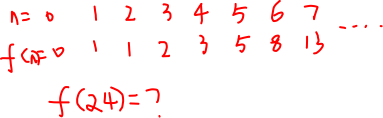 n= 0 1 2 3 4 5 6 7 ....
f(n)= 0 1 1 2 3 5 8 13
f(24)=?